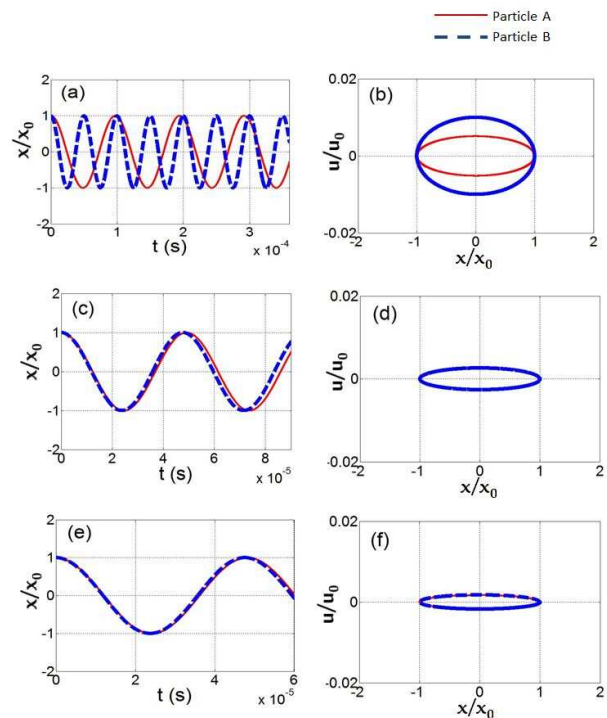 Particle A
Particle B
(a)
x/x0
2
1
0
-1
-2
0 1 2 3
t (s)
x 10-4
(b)
u/u0
0.02
0
-0.02
-2 -1 0 1 2
x/x0
(c)
x/x0
2
1
0
-1
2
0 2 4 6 8
t (s)
x 10-5
(d)
u/u0
0.02
0
-0.02
-2 -1 0 1 2
x/x0
(e)
x/x0
2
1
0
-1
-2
0 2 4 6
t (s)
x 10-5
(f)
u/u0
0.02
0
-0.02
-2 -1 0 1 2
x/x0